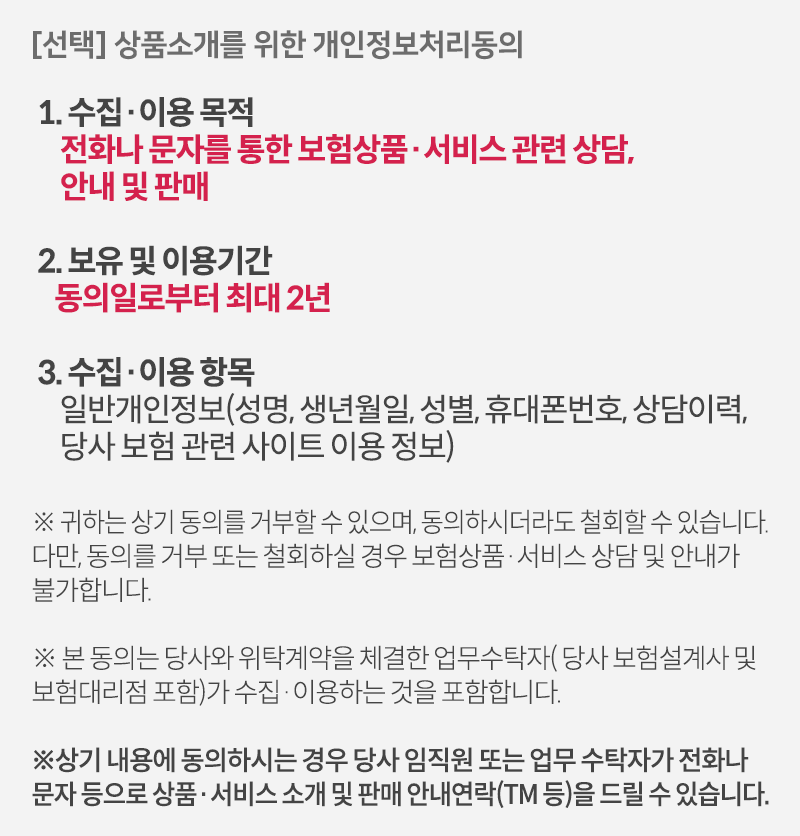 [선택] 상품소개를 위한 개인정보처리동의
1. 수집·이용 목적
전화나 문자를 통한 보험상품·서비스 관련 상담,
안내 및 판매
2. 보유 및 이용기간
동의일로부터 최대 2년
3. 수집·이용 항목
일반개인정보(성명, 생년월일, 성별, 휴대폰번호, 상담이력,
당사 보험 관련 사이트 이용 정보)
※ 귀하는 상기 동의를 거부할 수 있으며, 동의하시더라도 철회할 수 있습니다.
다만, 동의를 거부 또는 철회하실 경우 보험상품·서비스 상담 및 안내가
불가합니다.
※ 본 동의는 당사와 위탁계약을 체결한 업무수탁자( 당사 보험설계사 및
보험대리점 포함)가 수집·이용하는 것을 포함합니다.
※상기 내용에 동의하시는 경우 당사 임직원 또는 업무 수탁자가 전화나
문자 등으로 상품·서비스 소개 및 판매 안내연락(TM 등)을 드릴 수 있습니다.